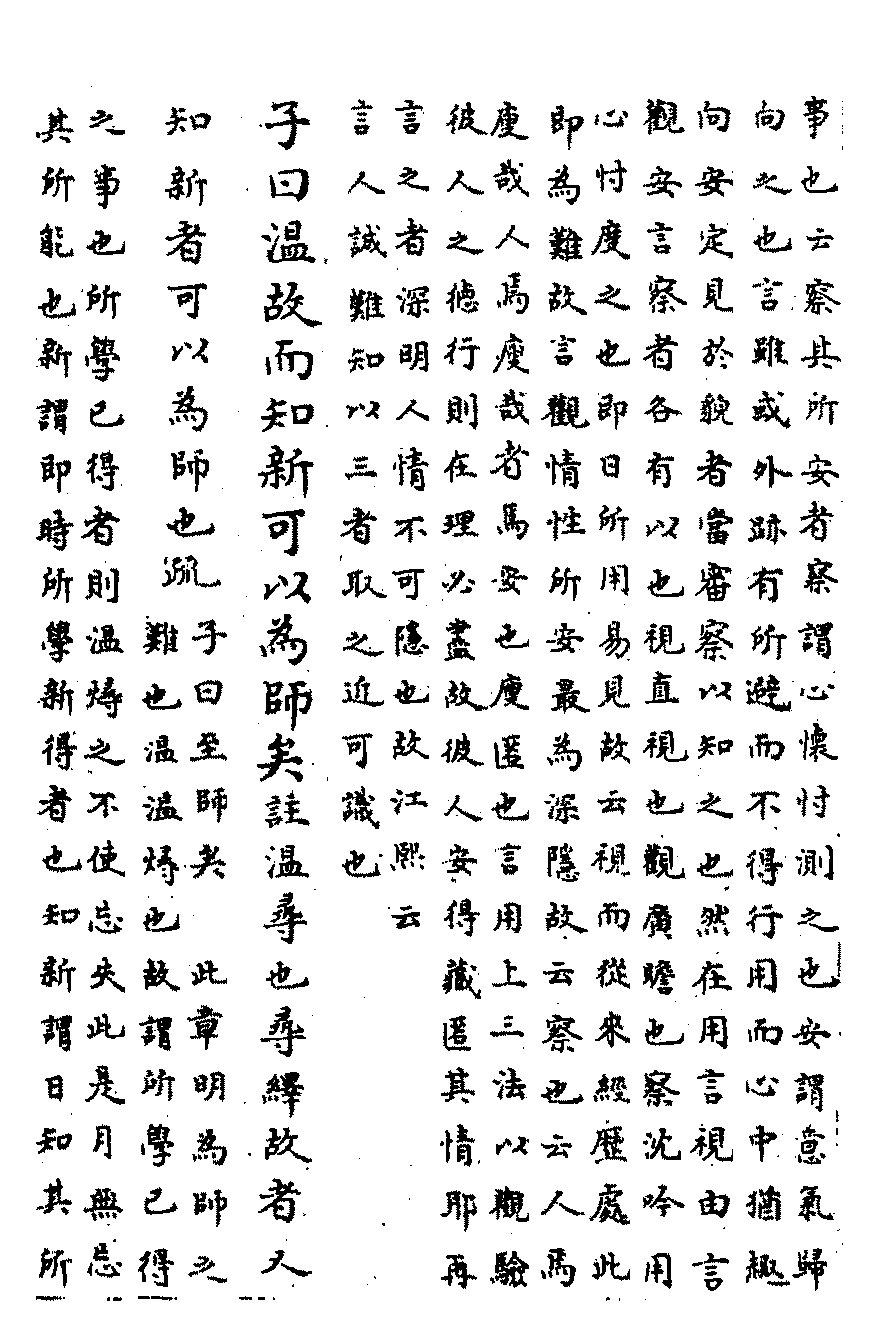 事也云察其所安者察謂心懷忖測之也安謂意氣歸
向之也言雖或外跡有所避而不得行用而心中猶趣
向安定見於貌者當審察以知之也然在用言視由言
觀安言察者各有以也視直視也觀廣瞻也察沈吟用
心忖度之也即日所用易見故云視而從來經歷處此
即為難故言觀情性所安最為深隱故云察也云人焉
廋哉人焉廋哉者焉安也廋匿也言用上三法以觀驗
彼人之德行則在理必盡故彼人安得藏匿其情耶再
言之者深明人情不可隱也故江熙云
言人誠難知以三者取之近可識也
子曰温故而知新可以為師矣註温尋也尋繹故者又
知新者可以為師也疏
子曰至師矣 此章明為師之
難也温温燖也故謂所學已得
之事也所學已得者則温燖之不使忘失此是月無忘
其所能也新謂即時所學新得者也知新謂日知其所